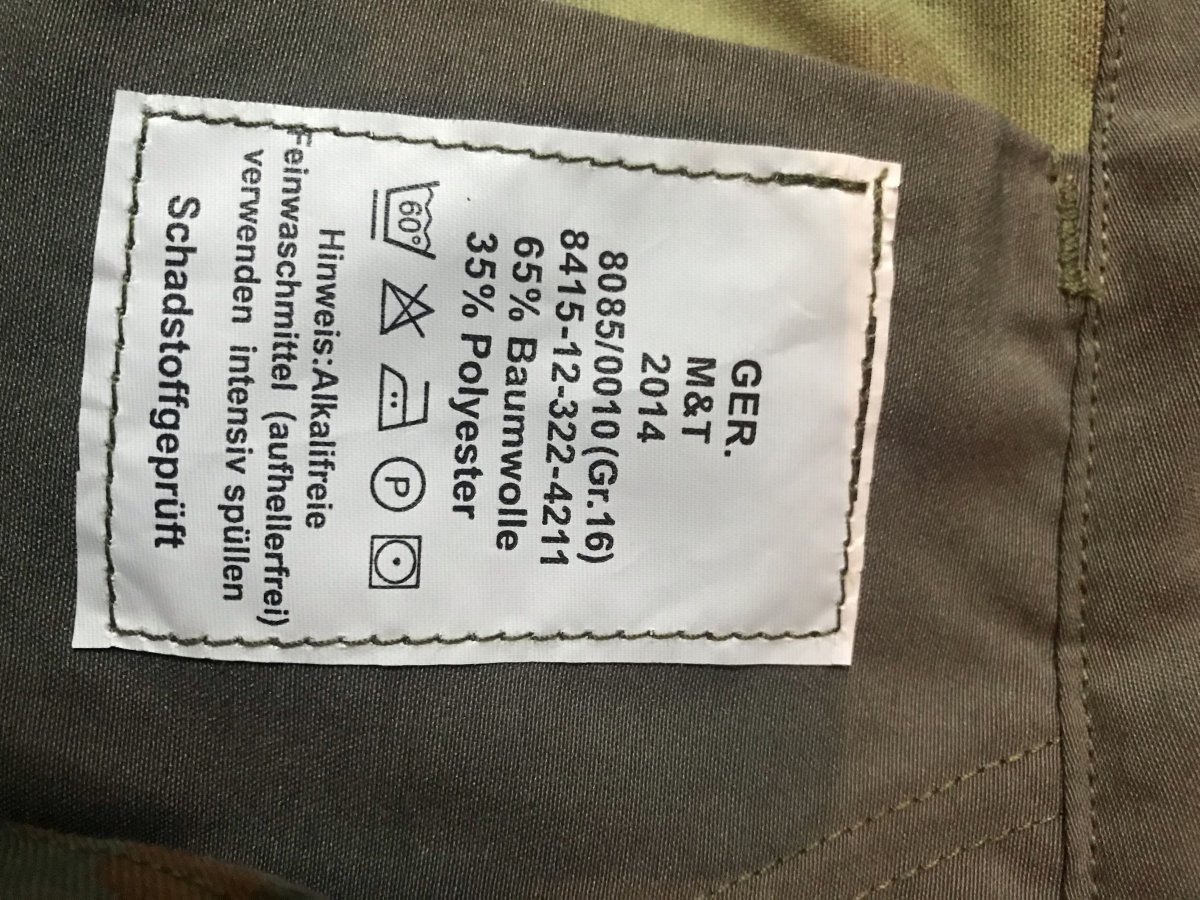 GER.
M&T
2014
8085/0010(Gr.16)
8415-12-322-4211
65% Baumwolle
35% Polyester
60° P
Hinweis:Alkalifreie
Feinwaschmittel (aufhellerfrei)
verwenden intensiv spüllen
Schadstoffgeprüft